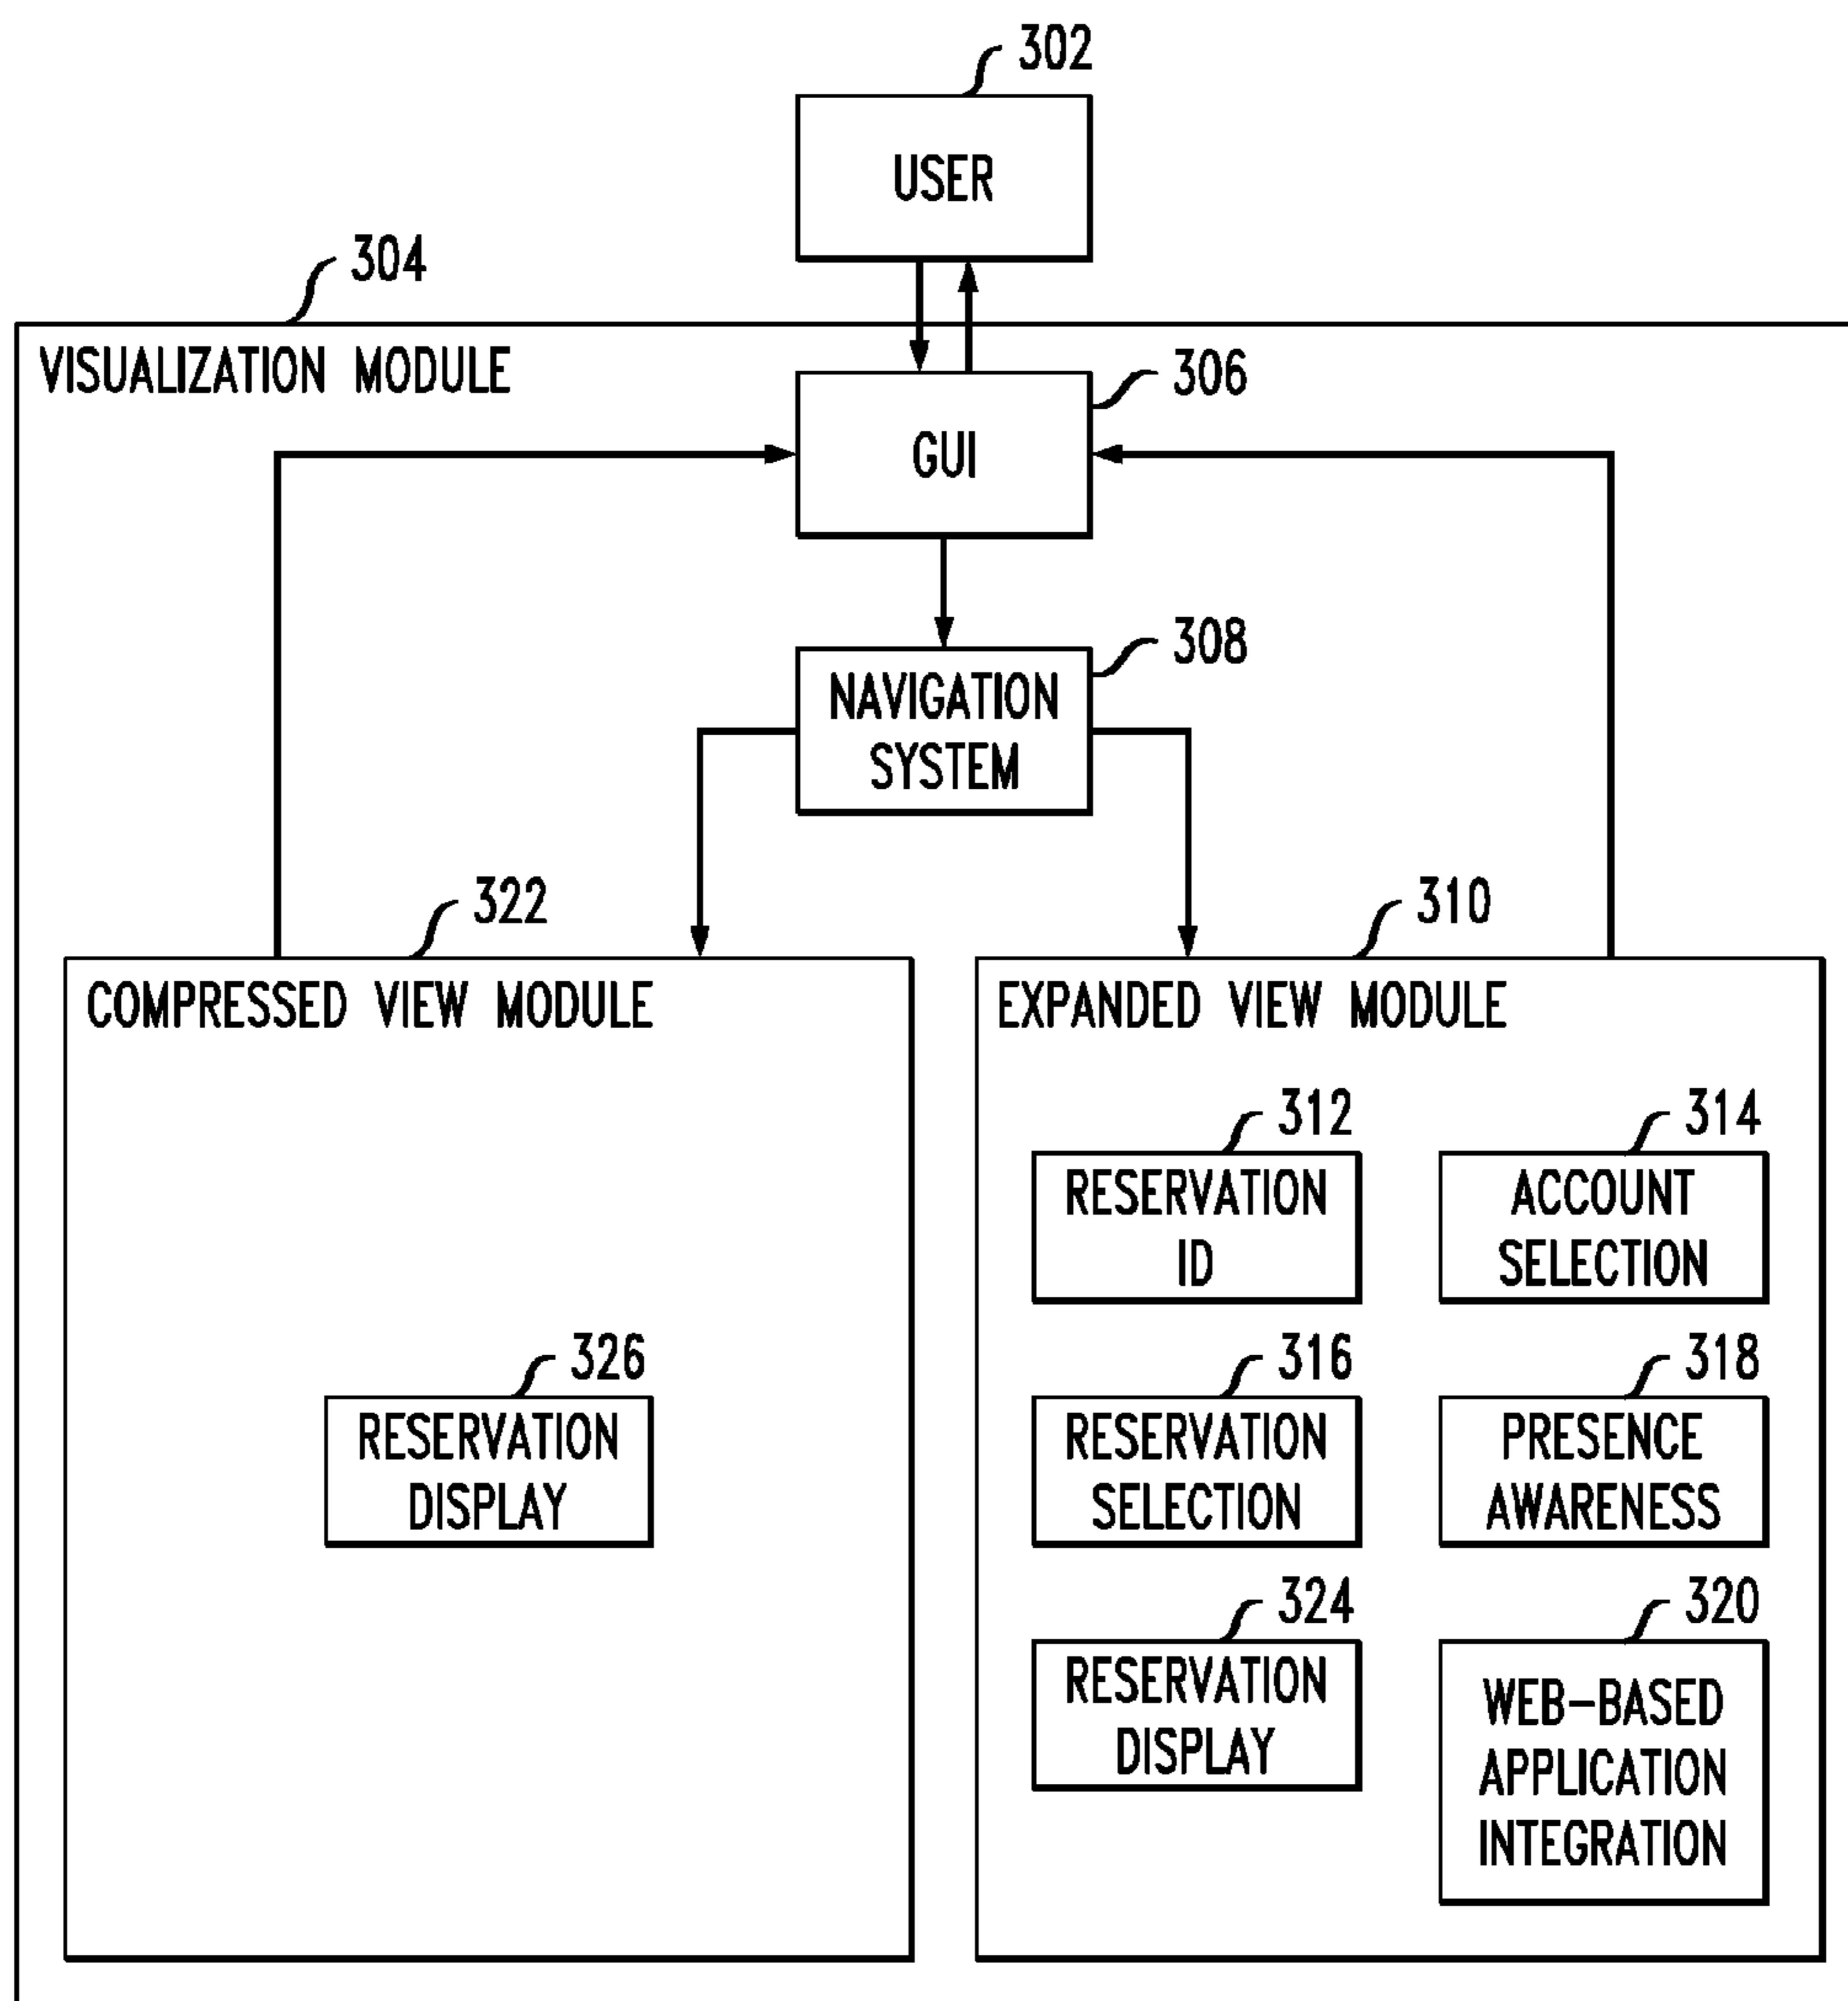 302
USER
304
VISUALIZATION MODULE
306
GUI
308
NAVIGATION
SYSTEM
322
310
COMPRESSED VIEW MODULE
EXPANDED VIEW MODULE
312
314
RESERVATION
ID
ACCOUNT
SELECTION
326
316
318
RESERVATION
DISPLAY
RESERVATION
SELECTION
PRESENCE
AWARENESS
324
320
RESERVATION
DISPLAY
WEB-BASED
APPLICATION
INTEGRATION